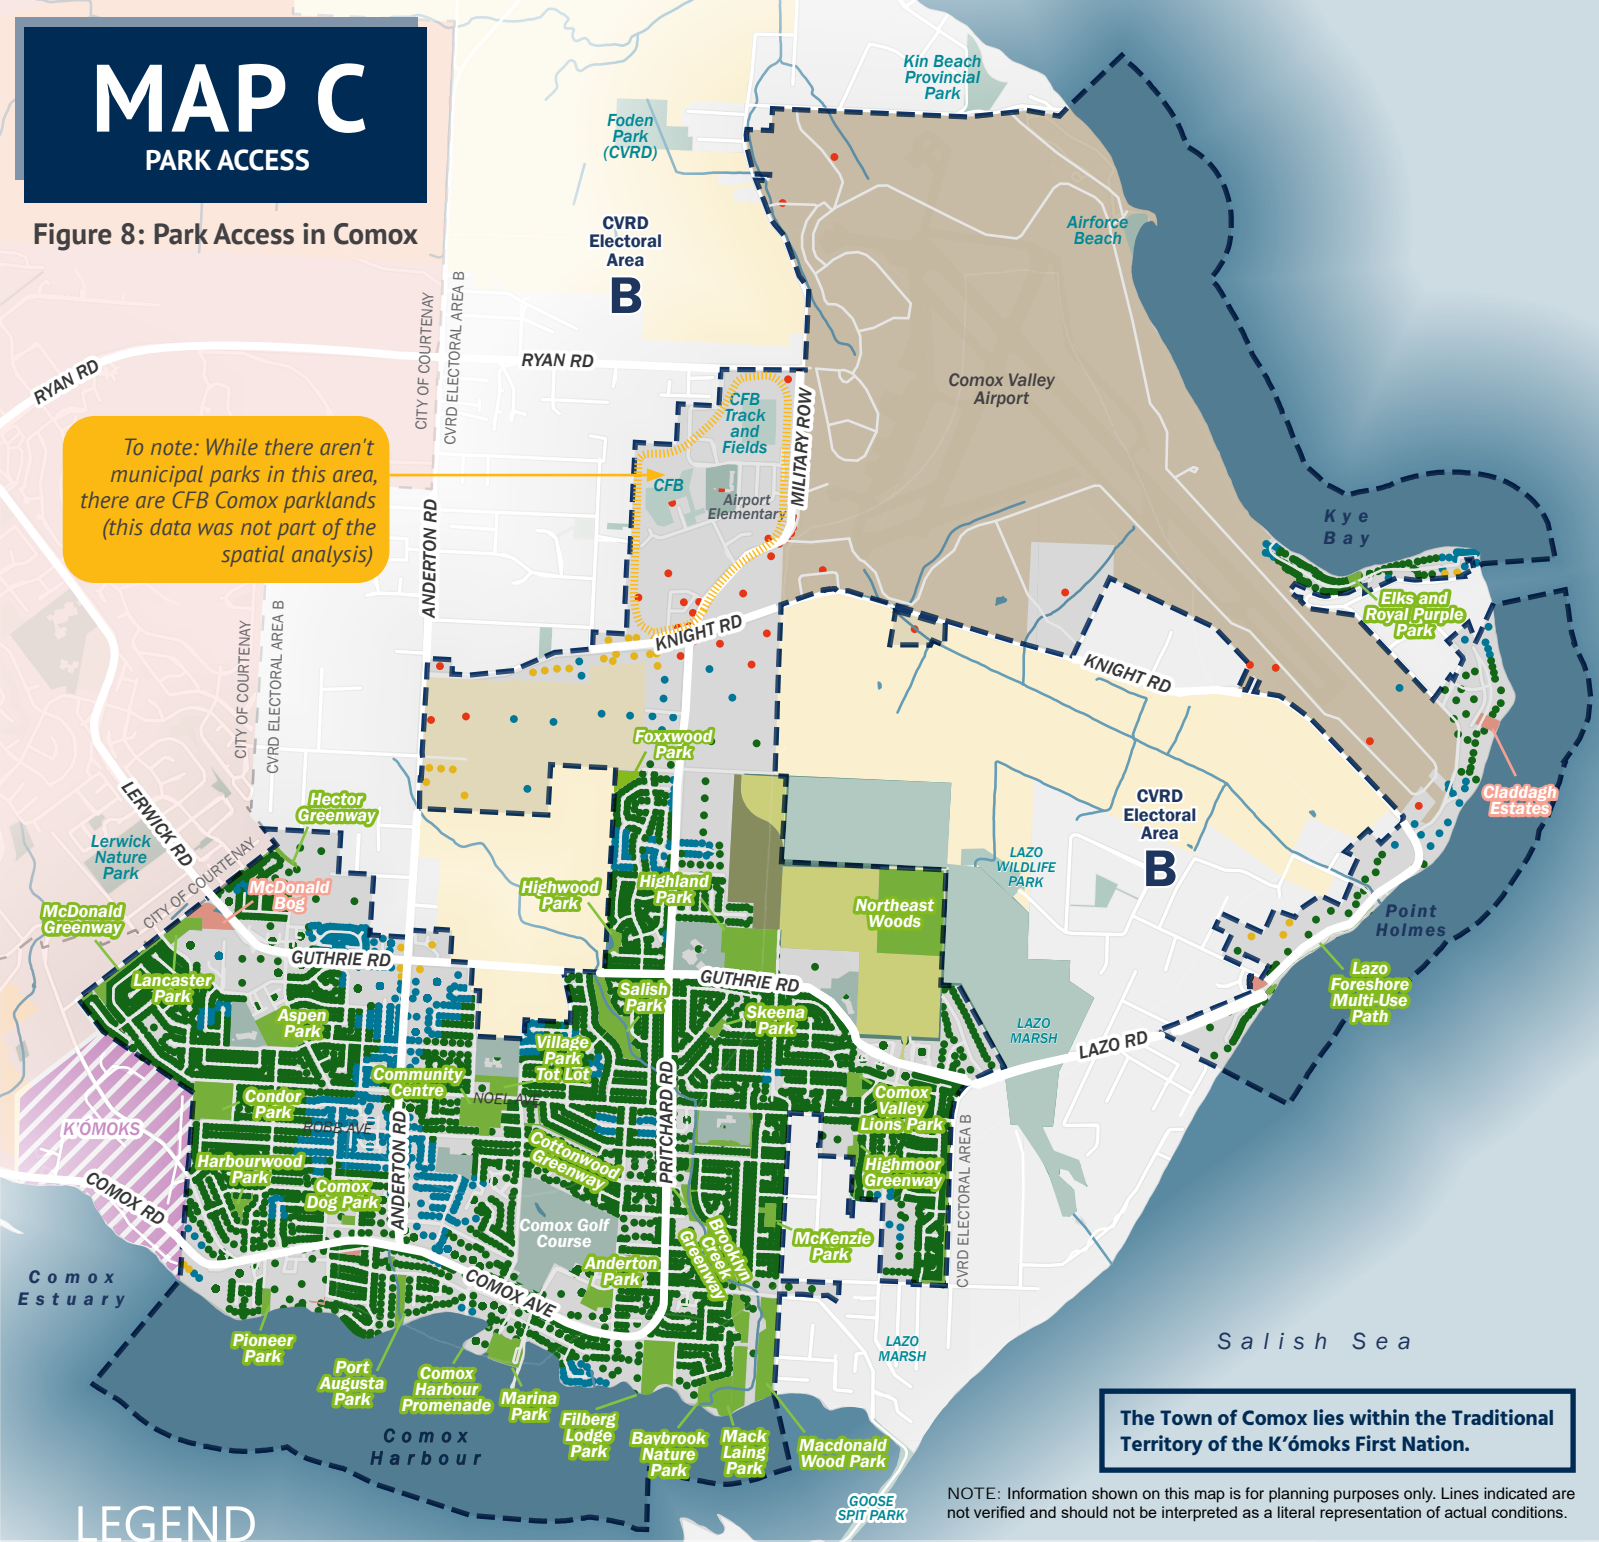 MAP C
PARK ACCESS
Figure 8: Park Access in Comox
Kin Beach
Provincial
Park
Foden
Park
(CVRD)
CVRD
Electoral
Area
B
Airforce
Beach
CITY OF COURTENAY
CVRD ELECTORAL AREA B
RYAN RD
RYAN RD
Comox Valley
Airport
CFB
Track
and
Fields
MILITARY ROW
To note: While there aren't
municipal parks in this area,
there are CFB Comox parklands
(this data was not part of the
spatial analysis)
CFB
Airport
Elementary
ANDERTON RD
Kye
Bay
Elks and
Royal Purple
Park
KNIGHT RD
KNIGHT RD
CITY OF COURTENAY
CVRD ELECTORAL AREA B
Foxxwood
Park
Claddagh
Estates
LERWICK RD
Hector
Greenway
Lerwick
Nature
Park
CITY OF COURTENAY
CVRD
Electoral
Area
B
LAZO
WILDLIFE
PARK
McDonald
Bog
McDonald
Greenway
Highwood
Park
Highland
Park
Northeast
Woods
Point
Holmes
GUTHRIE RD
GUTHRIE RD
Lancaster
Park
Aspen
Park
Salish
Park
Skeena
Park
Lazo
Foreshore
Multi-Use
Path
LAZO
MARSH
LAZO RD
Village
Park
Tot Lot
Community
Centre
NOEL AVE
Condor
Park
ROBB AVE
K'ÓMOKS
PRITCHARD RD
Comox
Valley
Lions Park
ANDERTON RD
Cottonwood
Greenway
Harbourwood
Park
Highmoor
Greenway
CVRD ELECTORAL AREA B
COMOX RD
Comox
Dog Park
Comox Golf
Course
Brooklyn
Creek
Greenway
McKenzie
Park
Anderton
Park
COMOX AVE
Comox
Estuary
Pioneer
Park
Port
Augusta
Park
Comox
Harbour
Promenade
Marina
Park
Filberg
Lodge
Park
Baybrook
Nature
Park
Mack
Laing
Park
Macdonald
Wood Park
LAZO
MARSH
Salish Sea
Comox
Harbour
GOOSE
SPIT PARK
The Town of Comox lies within the Traditional
Territory of the K'ómoks First Nation.
NOTE: Information shown on this map is for planning purposes only. Lines indicated are
not verified and should not be interpreted as a literal representation of actual conditions.
LEGEND